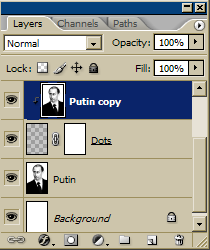 Layers Channels Paths
Normal Opacity: 100%
Lock: Fill: 100%
Putin copy
Dots
Putin
Background